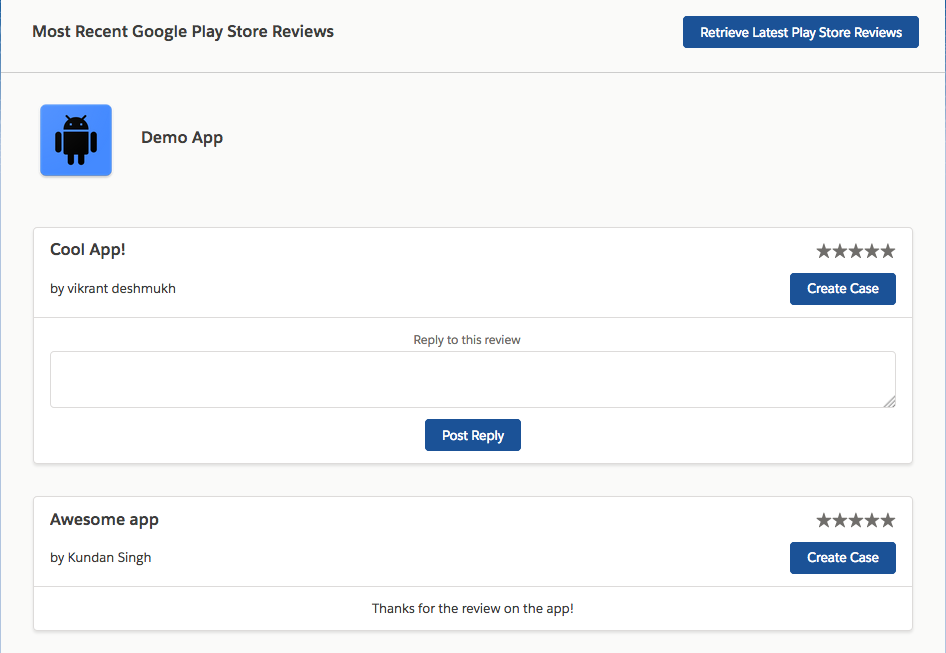 Most Recent Google Play Store Reviews
Retrieve Latest Play Store Reviews
Demo App
Cool App!
by vikrant deshmukh
Create Case
Reply to this review
Post Reply
Awesome app
by Kundan Singh
Create Case
Thanks for the review on the app!